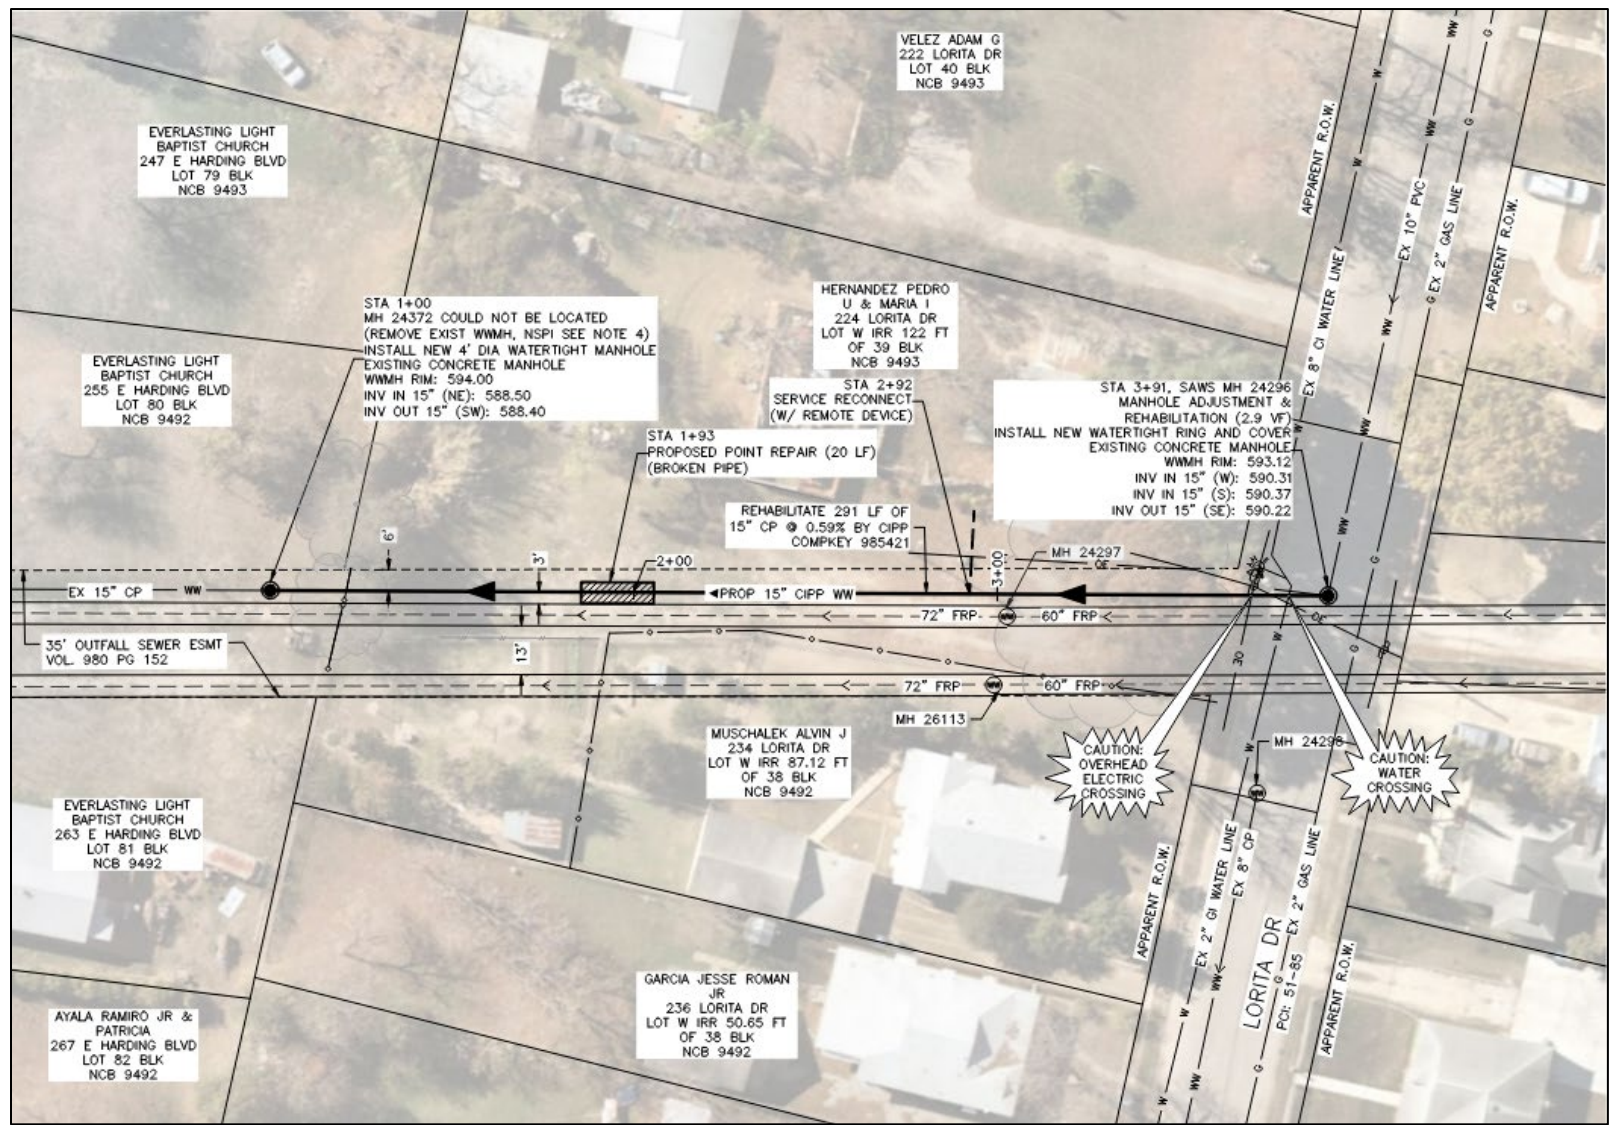 VELEZ ADAM G
222 LORITA DR
LOT 40 BLK
NCB 9493
EVERLASTING LIGHT
BAPTIST CHURCH
247 E HARDING BLVD
LOT 79 BLK
NCB 9493
APPARENT R.O.W.
EX 10" PVC
EX 2" GAS LINE
APPARENT R.O.W.
EX 8" CI WATER LINE
WW
WW
WW
WW
WW
W
W
W
G
G
G
G
STA 1+00
MH 24372 COULD NOT BE LOCATED
(REMOVE EXIST WWMH, NSPI SEE NOTE 4)
INSTALL NEW 4' DIA WATERTIGHT MANHOLE
EXISTING CONCRETE MANHOLE
WWMH RIM: 594.00
INV IN 15" (NE): 588.50
INV OUT 15" (SW): 588.40
HERNANDEZ PEDRO
U & MARIA I
224 LORITA DR
LOT W IRR 122 FT
OF 39 BLK
NCB 9493
EVERLASTING LIGHT
BAPTIST CHURCH
255 E HARDING BLVD
LOT 80 BLK
NCB 9492
STA 2+92
SERVICE RECONNECT
(W/ REMOTE DEVICE)
STA 3+91, SAWS MH 24296
MANHOLE ADJUSTMENT &
REHABILITATION (2.9 VF)
INSTALL NEW WATERTIGHT RING AND COVER
EXISTING CONCRETE MANHOLE
WWMH RIM: 593.12
INV IN 15" (W): 590.31
INV IN 15" (S): 590.37
INV OUT 15" (SE): 590.22
STA 1+93
PROPOSED POINT REPAIR (20 LF)
(BROKEN PIPE)
REHABILITATE 291 LF OF
15" CP @ 0.59% BY CIPP
COMPKEY 985421
6'
3'
2+00
3+00
MH 24297
OE
EX 15" CP
WW
PROP 15" CIPP WW
WW
72" FRP
60" FRP
OE
35' OUTFALL SEWER ESMT
VOL. 980 PG 152
13'
30
W
G
72" FRP
WW
60" FRP
MH 26113
MUSCHALEK ALVIN J
234 LORITA DR
LOT W IRR 87.12 FT
OF 38 BLK
NCB 9492
CAUTION:
OVERHEAD
ELECTRIC
CROSSING
W
MH 24298
WW
CAUTION:
WATER
CROSSING
EVERLASTING LIGHT
BAPTIST CHURCH
263 E HARDING BLVD
LOT 81 BLK
NCB 9492
APPARENT R.O.W.
EX 2" GI WATER LINE
EX 8" CP
EX 2" GAS LINE
LORITA DR
PCI: 51-85
APPARENT R.O.W.
GARCIA JESSE ROMAN
JR
236 LORITA DR
LOT W IRR 50.65 FT
OF 38 BLK
NCB 9492
AYALA RAMIRO JR &
PATRICIA
267 E HARDING BLVD
LOT 82 BLK
NCB 9492
WW
G
W
WW
G
W